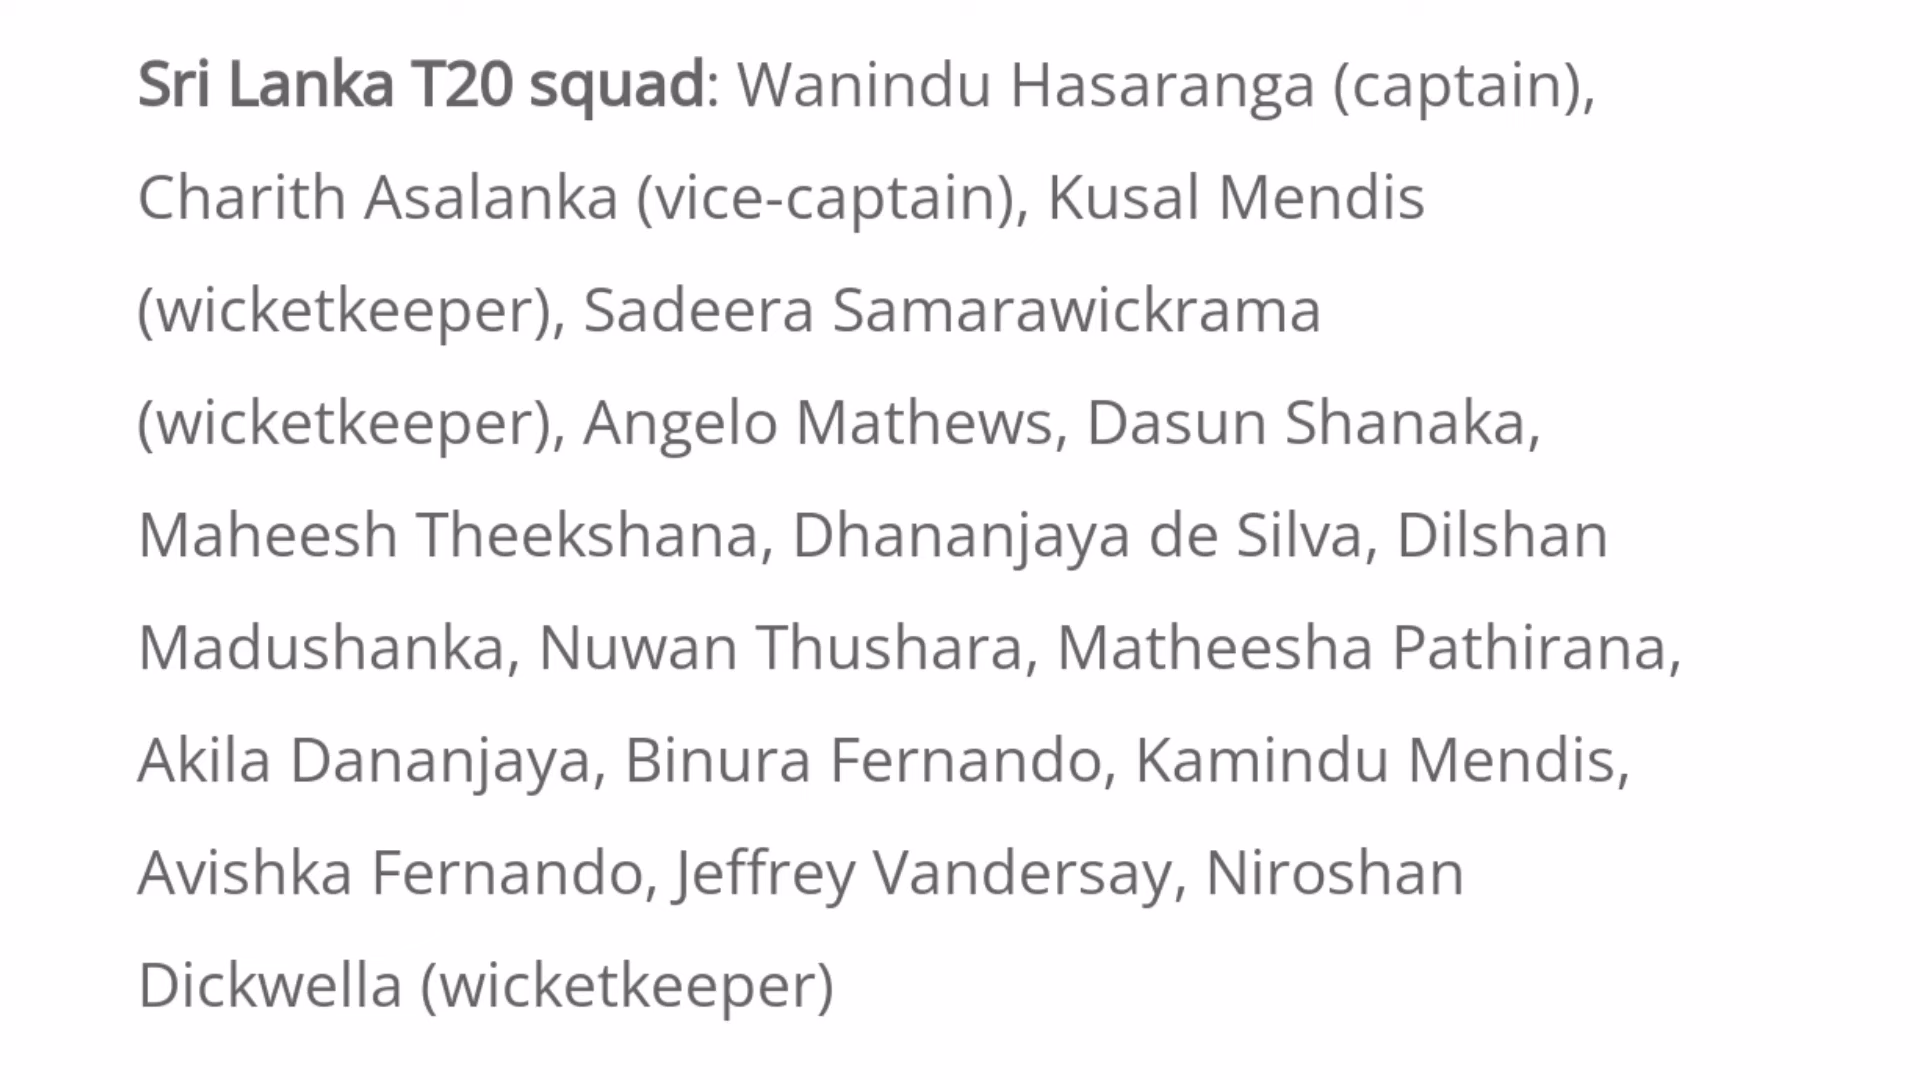 Sri Lanka T20 squad: Wanindu Hasaranga (captain),
Charith Asalanka (vice-captain), Kusal Mendis
(wicketkeeper), Sadeera Samarawickrama
(wicketkeeper), Angelo Mathews, Dasun Shanaka,
Maheesh Theekshana, Dhananjaya de Silva, Dilshan
Madushanka, Nuwan Thushara, Matheesha Pathirana,
Akila Dananjaya, Binura Fernando, Kamindu Mendis,
Avishka Fernando, Jeffrey Vandersay, Niroshan
Dickwella (wicketkeeper)